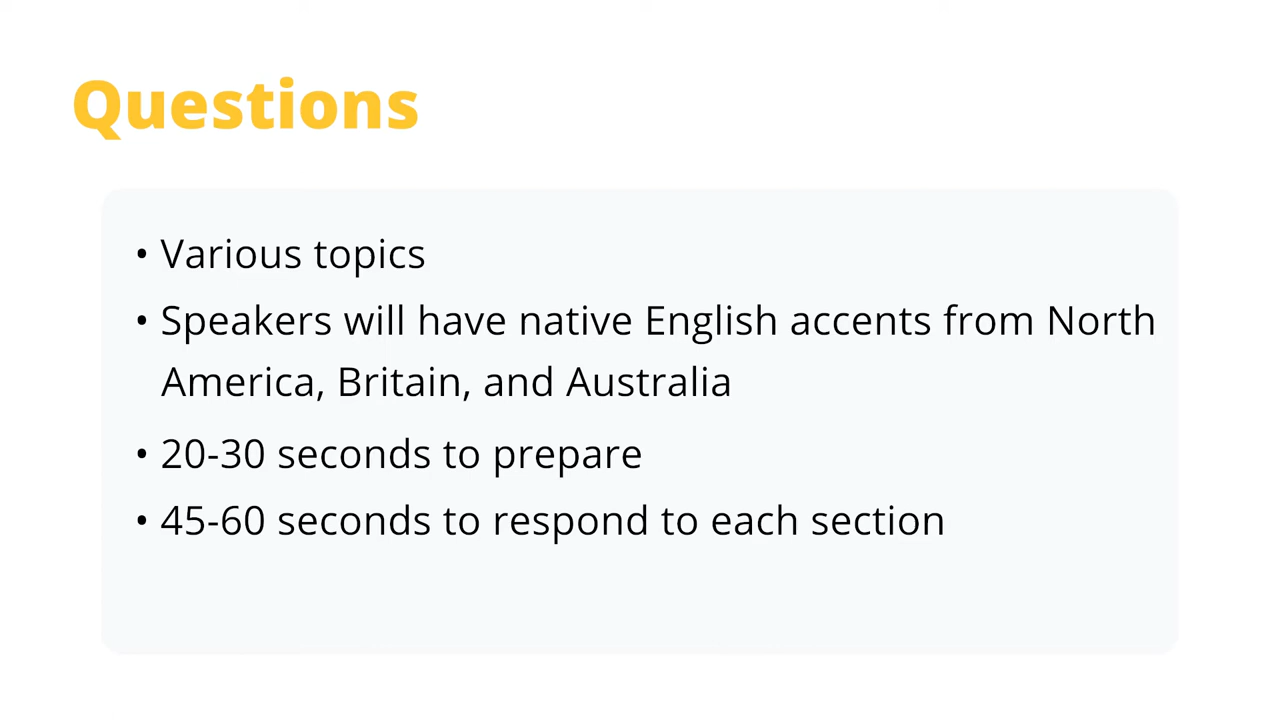 Questions
• Various topics
• Speakers will have native English accents from North
America, Britain, and Australia
• 20-30 seconds to prepare
• 45-60 seconds to respond to each section